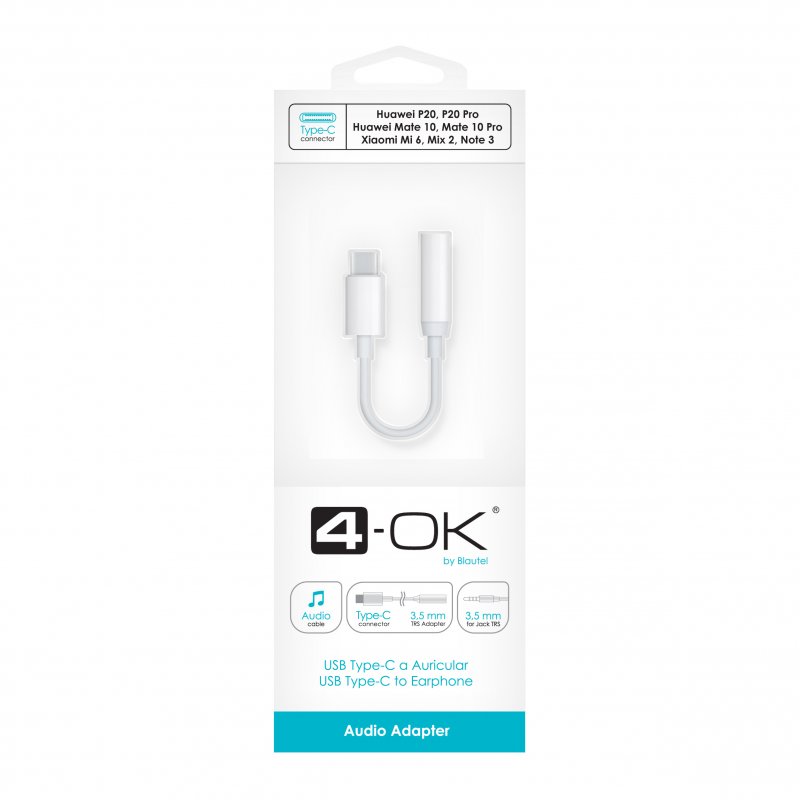 Type-C
connector
Huawei P20, P20 Pro
Huawei Mate 10, Mate 10 Pro
Xiaomi Mi 6, Mix 2, Note 3
4-OK®
by Blautel
Audio
cable
Type-C
connector
3.5 mm
TRS Adapter
3.5 mm
for Jack TRS
USB Type-C a Auricular
USB Type-C to Earphone
Audio Adapter